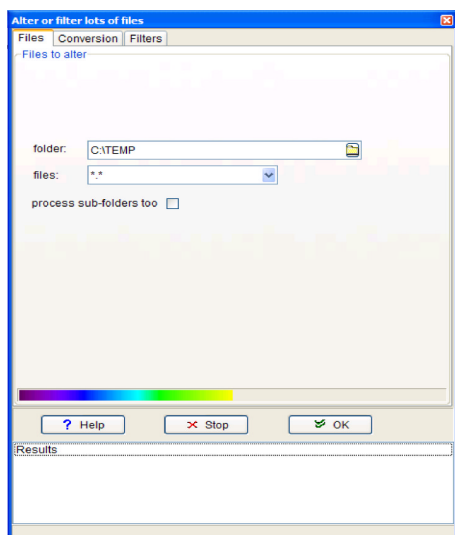 Alter or filter lots of files
Files Conversion Filters
Files to alter
folder: C:\TEMP
files: *.*
process sub-folders too
? Help Stop OK
Results